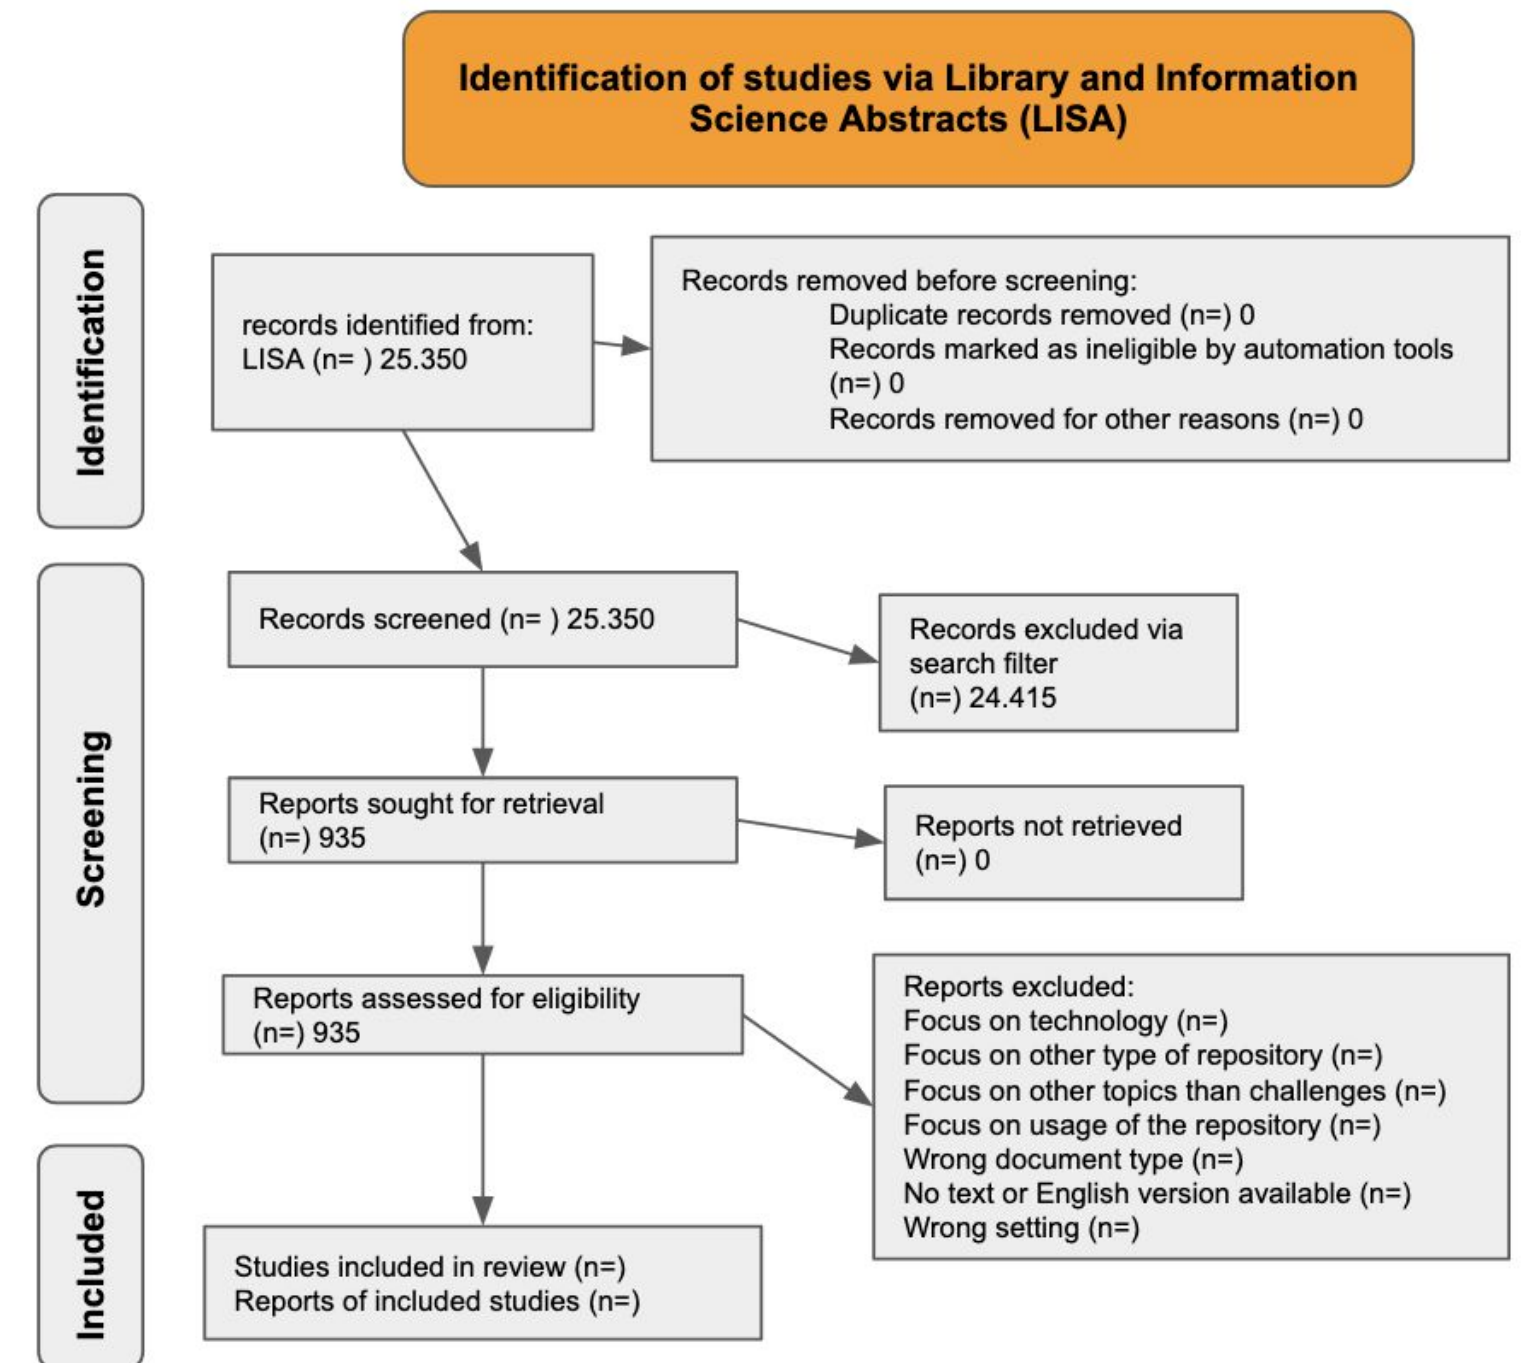 Identification of studies via Library and Information
Science Abstracts (LISA)
Identification
records identified from:
LISA (n= ) 25.350
Records removed before screening:
Duplicate records removed (n=) 0
Records marked as ineligible by automation tools
(n=) 0
Records removed for other reasons (n=) 0
Screening
Records screened (n= ) 25.350
Records excluded via
search filter
(n=) 24.415
Reports sought for retrieval
(n=) 935
Reports not retrieved
(n=) 0
Reports assessed for eligibility
(n=) 935
Reports excluded:
Focus on technology (n=)
Focus on other type of repository (n=)
Focus on other topics than challenges (n=)
Focus on usage of the repository (n=)
Wrong document type (n=)
No text or English version available (n=)
Wrong setting (n=)
Included
Studies included in review (n=)
Reports of included studies (n=)